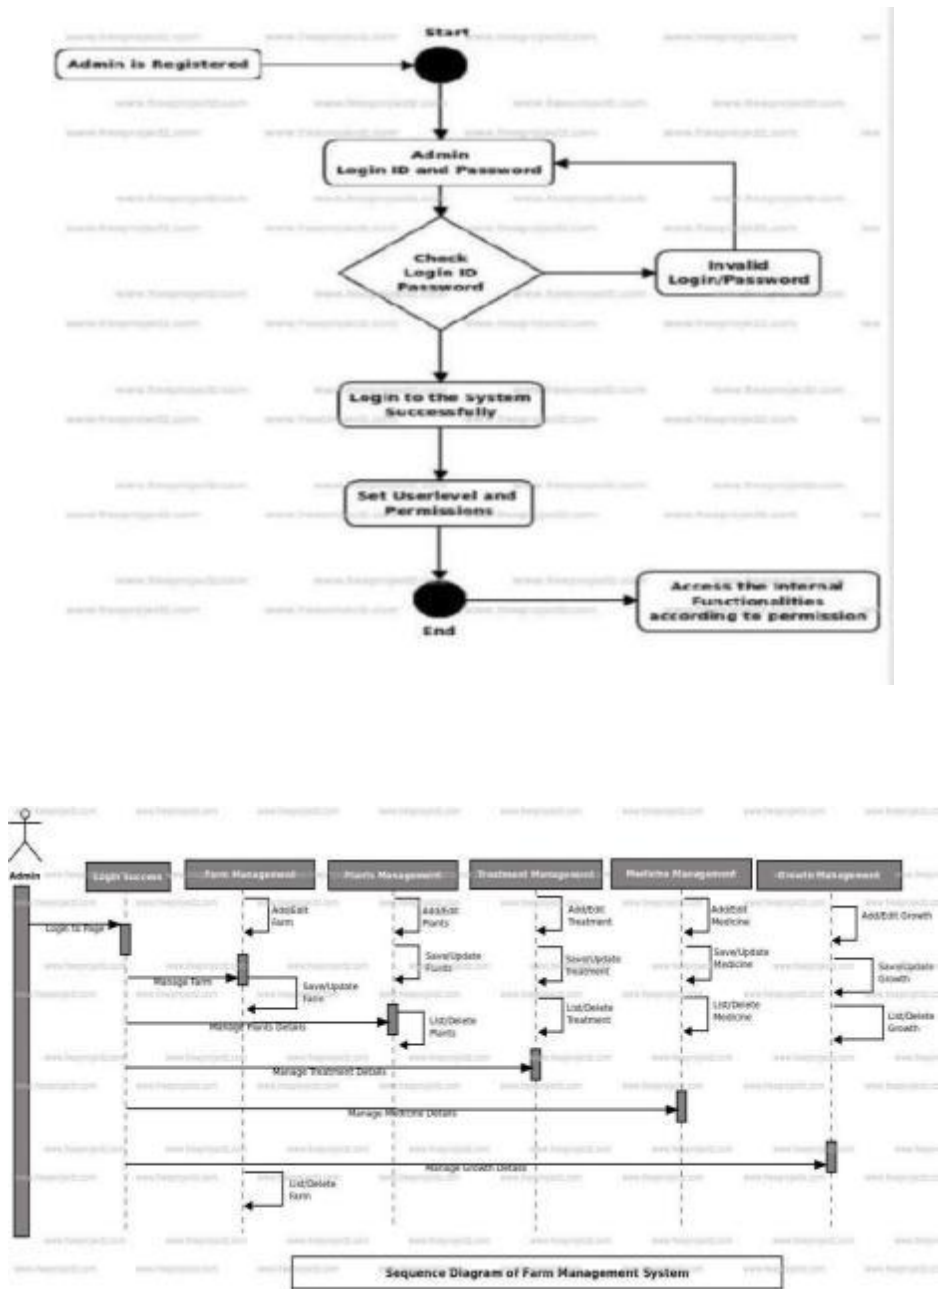 Start
Admin is Registered
Admin
Login ID and Password
Check
Login ID
Password
Invalid
Login/Password
Login to the System
Successfully
Set Userlevel and
Permissions
End
Access the Internal
Functionalities
according to permission
Admin
Login Success
Farm Management
Plants Management
Treatment Management
Medicine Management
Growth Management
Login to Page
Add/Edit
Farm
Add/Edit
Plants
Add/Edit
Treatment
Add/Edit
Medicine
Add/Edit Growth
Manage Farm
Save/Update
Farm
Save/Update
Plants
Save/Update
Treatment
Save/Update
Medicine
Save/Update
Growth
Manage Plants Details
List/Delete
Plants
List/Delete
Treatment
List/Delete
Medicine
List/Delete
Growth
Manage Treatment Details
Manage Medicine Details
Manage Growth Details
List/Delete
Farm
Sequence Diagram of Farm Management System